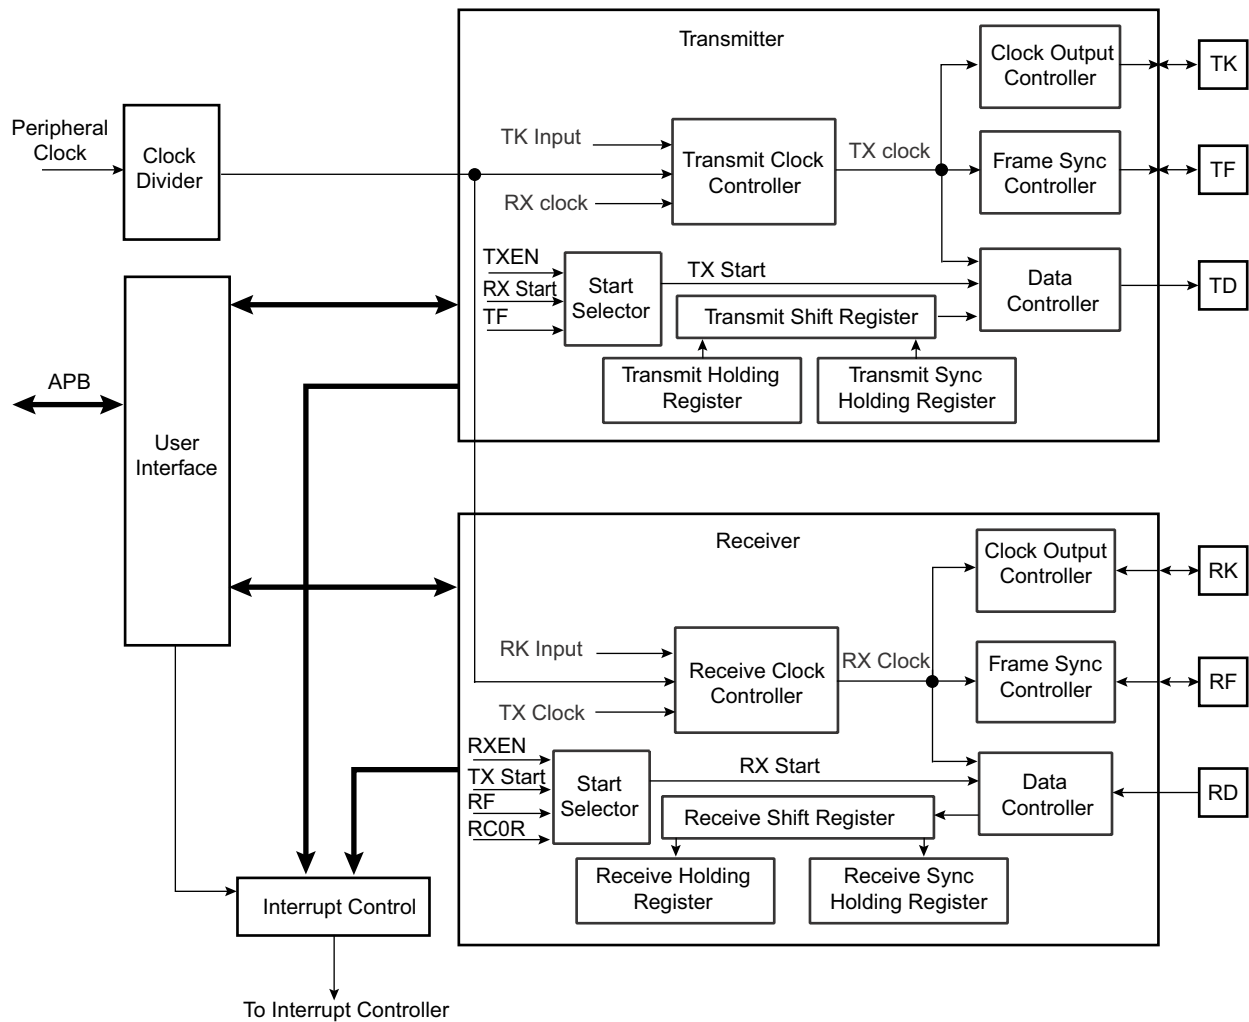 Transmitter
Clock Output
Controller
TK
Peripheral
Clock
Clock
Divider
TK Input
Transmit Clock
Controller
TX clock
Frame Sync
Controller
TF
RX clock
TXEN
RX Start
TF
Start
Selector
TX Start
Data
Controller
TD
Transmit Shift Register
Transmit Holding
Register
Transmit Sync
Holding Register
APB
User
Interface
Receiver
Clock Output
Controller
RK
RK Input
Receive Clock
Controller
RX Clock
Frame Sync
Controller
RF
TX Clock
RXEN
TX Start
RF
RC0R
Start
Selector
RX Start
Data
Controller
RD
Receive Shift Register
Receive Holding
Register
Receive Sync
Holding Register
Interrupt Control
To Interrupt Controller